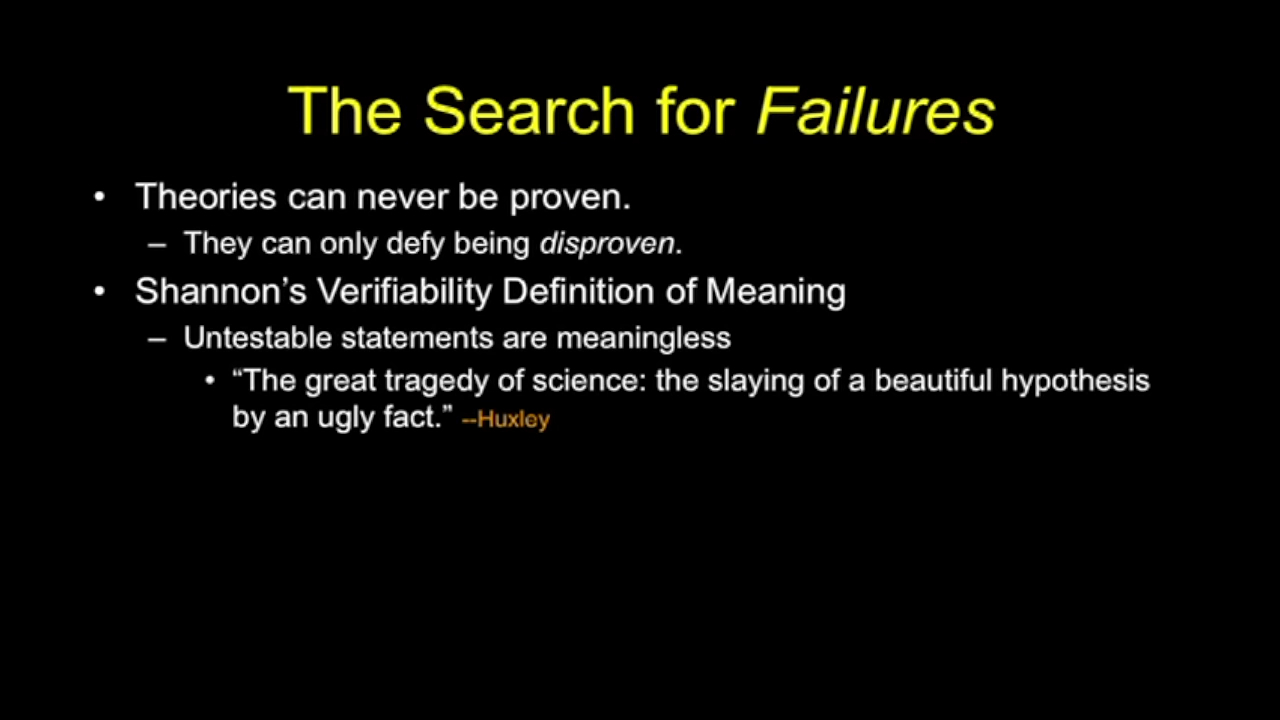 The Search for Failures
• Theories can never be proven.
– They can only defy being disproven.
• Shannon’s Verifiability Definition of Meaning
– Untestable statements are meaningless
• “The great tragedy of science: the slaying of a beautiful hypothesis
by an ugly fact.” --Huxley